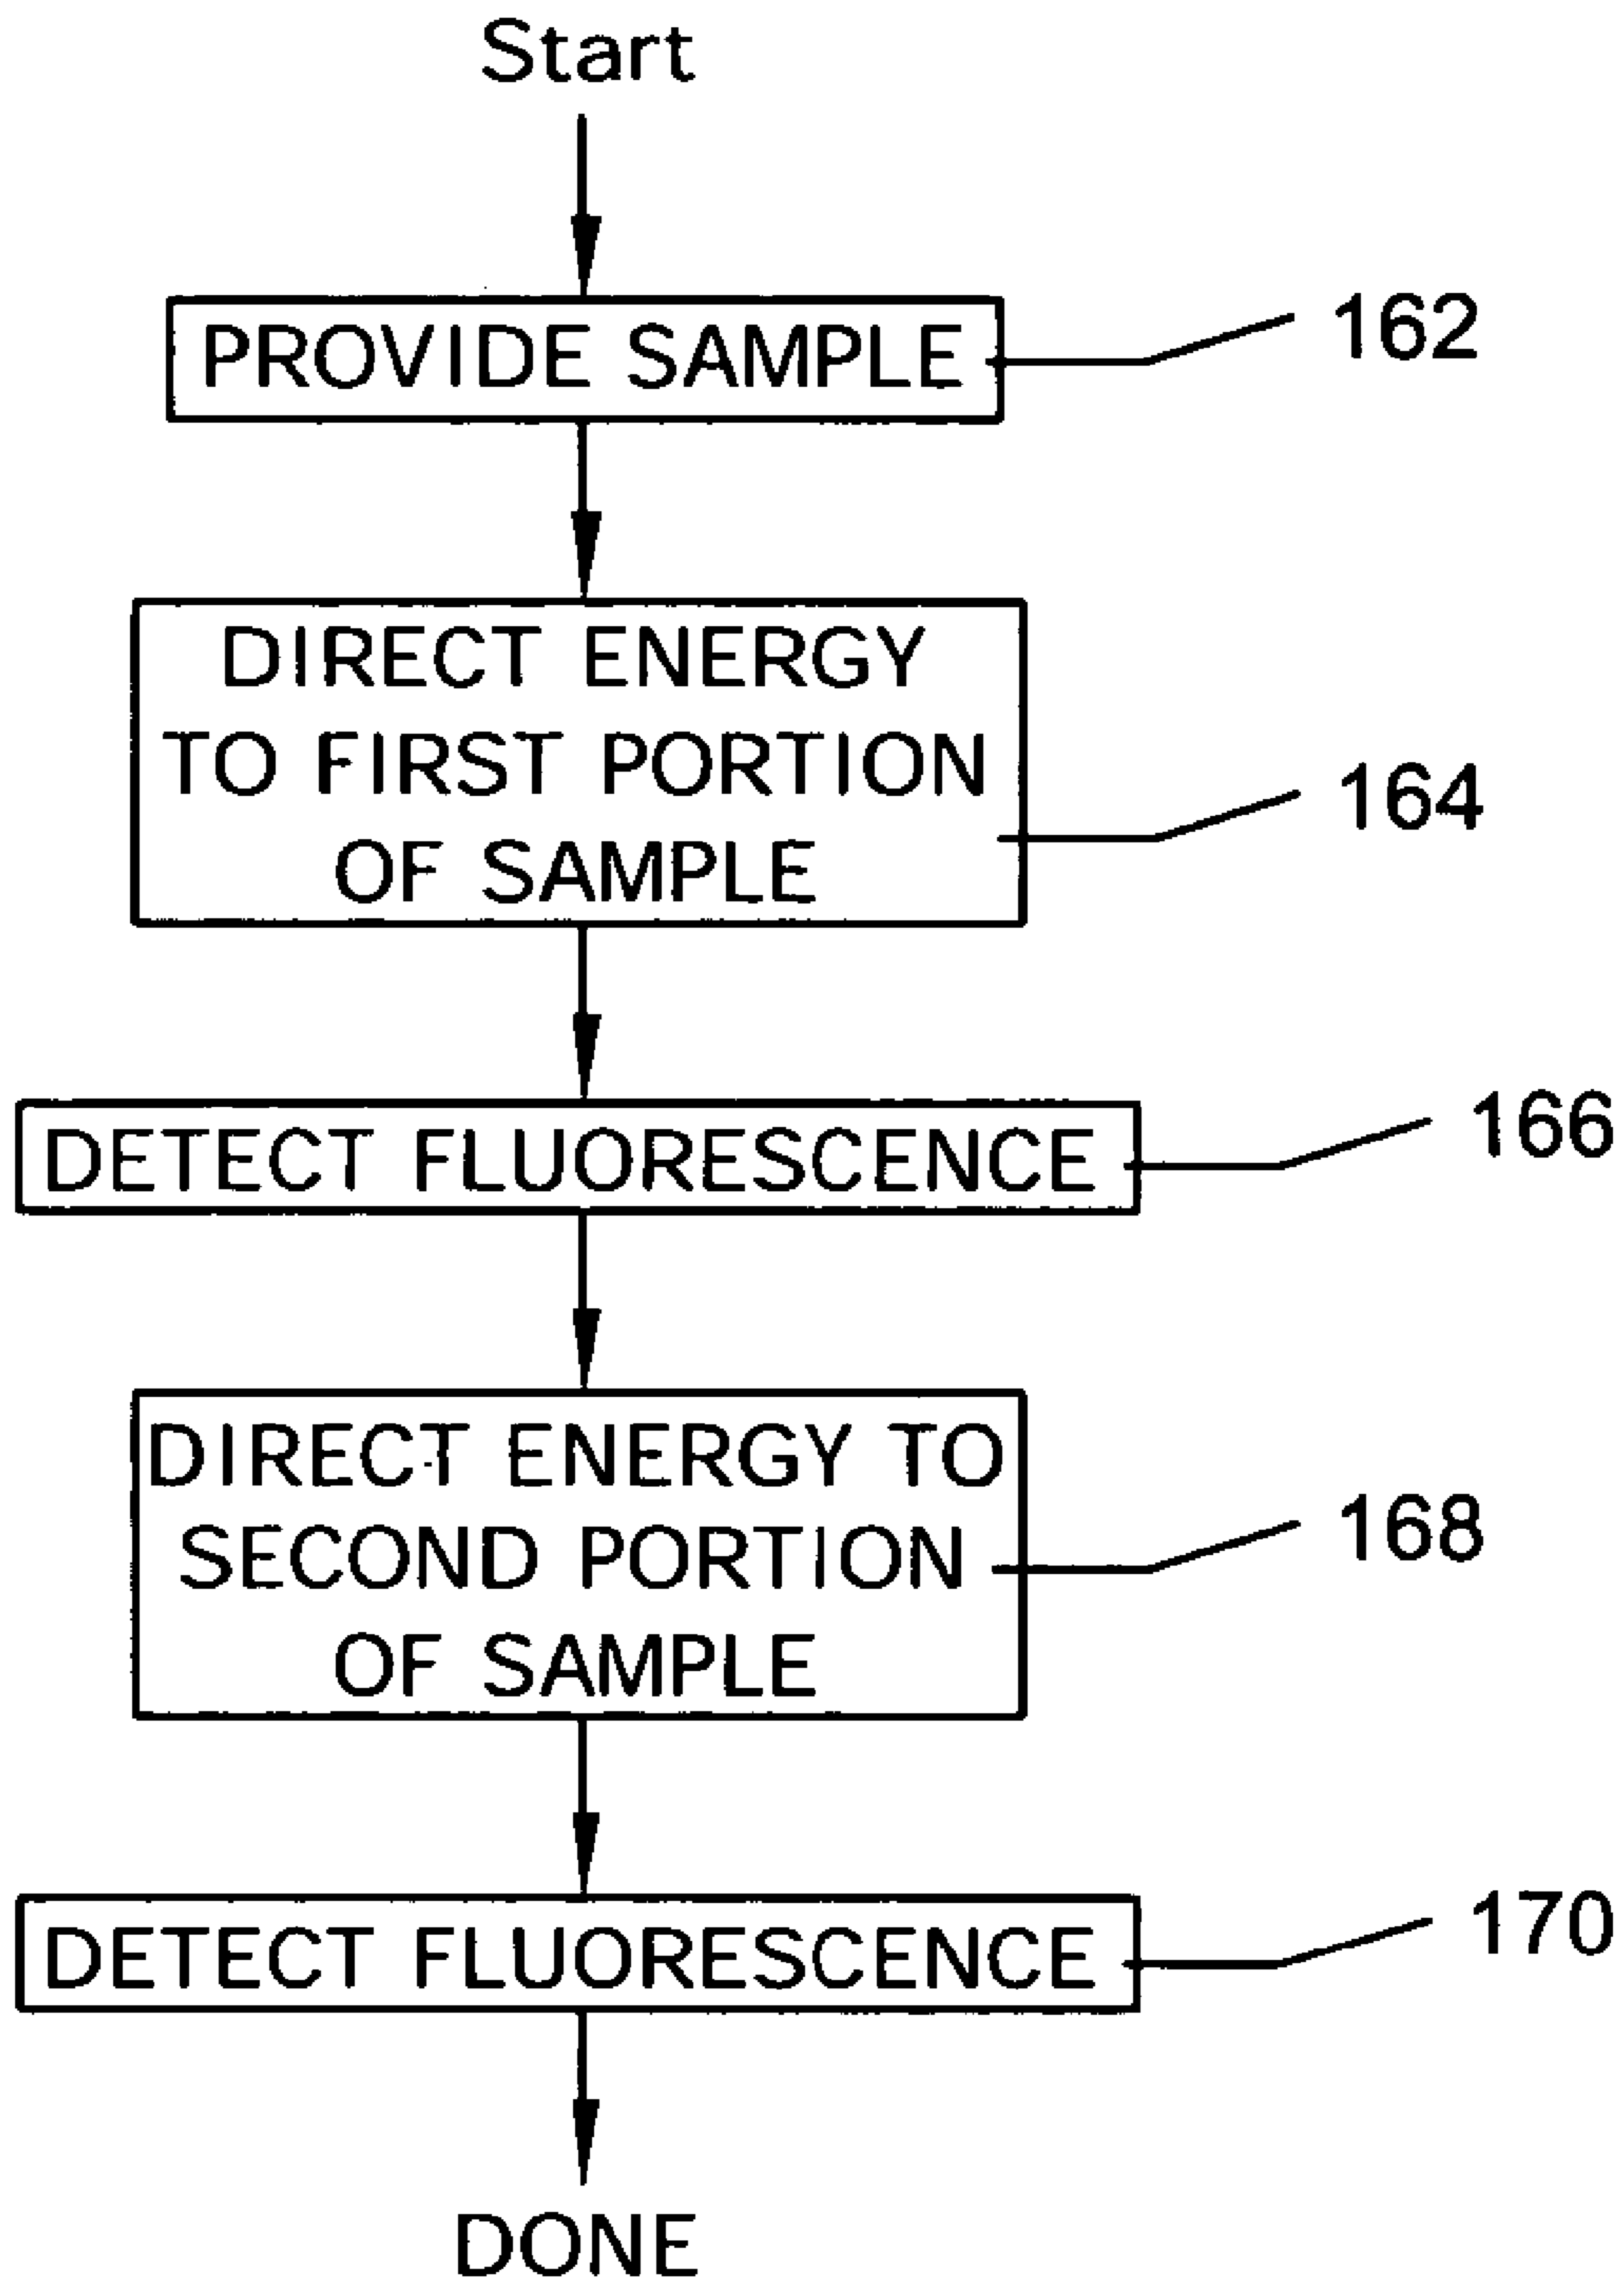 Start
PROVIDE SAMPLE
162
DIRECT ENERGY
TO FIRST PORTION
OF SAMPLE
164
DETECT FLUORESCENCE
166
DIRECT ENERGY TO
SECOND PORTION
OF SAMPLE
168
DETECT FLUORESCENCE
170
DONE